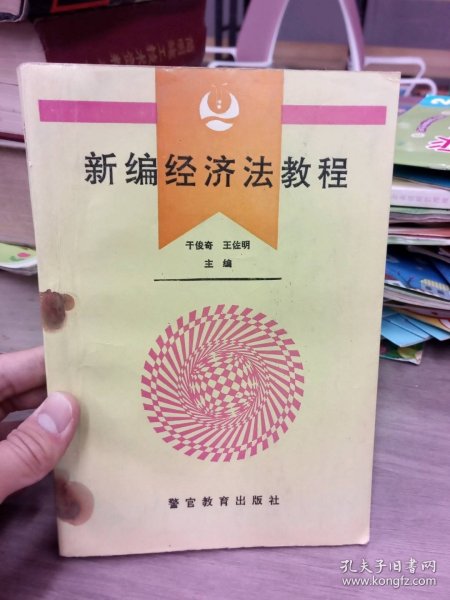 新编经济法教程
干俊奇 王佐明
主编
警官教育出版社
孔夫子旧书网
www.kongfz.com